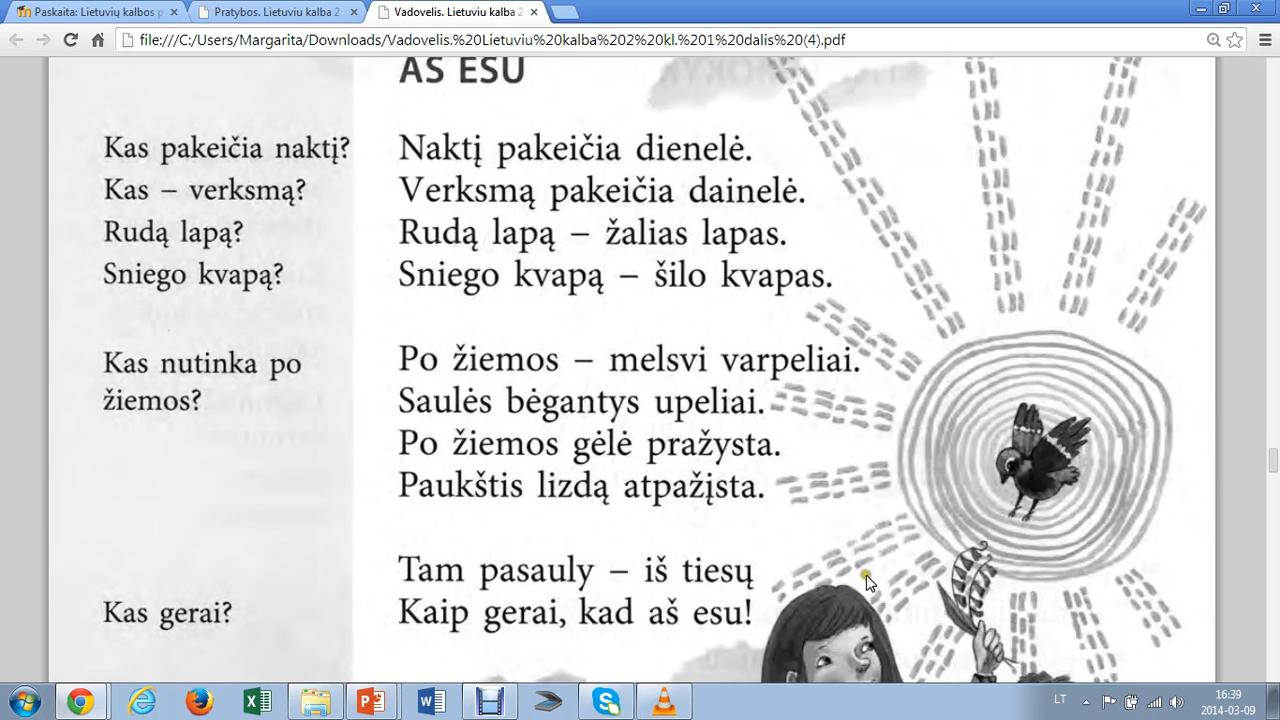 Paskaita: Lietuvių kalbos p
Pratybos. Lietuviu kalba 2
Vadovelis. Lietuviu kalba 2
file:///C:/Users/Margarita/Downloads/Vadovelis.%20Lietuviu%20kalba%202%20kl.%201%20dalis%20(4).pdf
AŠ ESU
Kas pakeičia naktį?
Kas – verksmą?
Rudą lapą?
Sniego kvapą?
Naktį pakeičia dienelė.
Verksmą pakeičia dainelė.
Rudą lapą – žalias lapas.
Sniego kvapą – šilo kvapas.
Kas nutinka po
žiemos?
Po žiemos – melsvi varpeliai.
Saulės bėgantys upeliai.
Po žiemos gėlė pražysta.
Paukštis lizdą atpažįsta.
Kas gerai?
Tam pasauly – iš tiesų
Kaip gerai, kad aš esu!
LT
16:39
2014-03-09